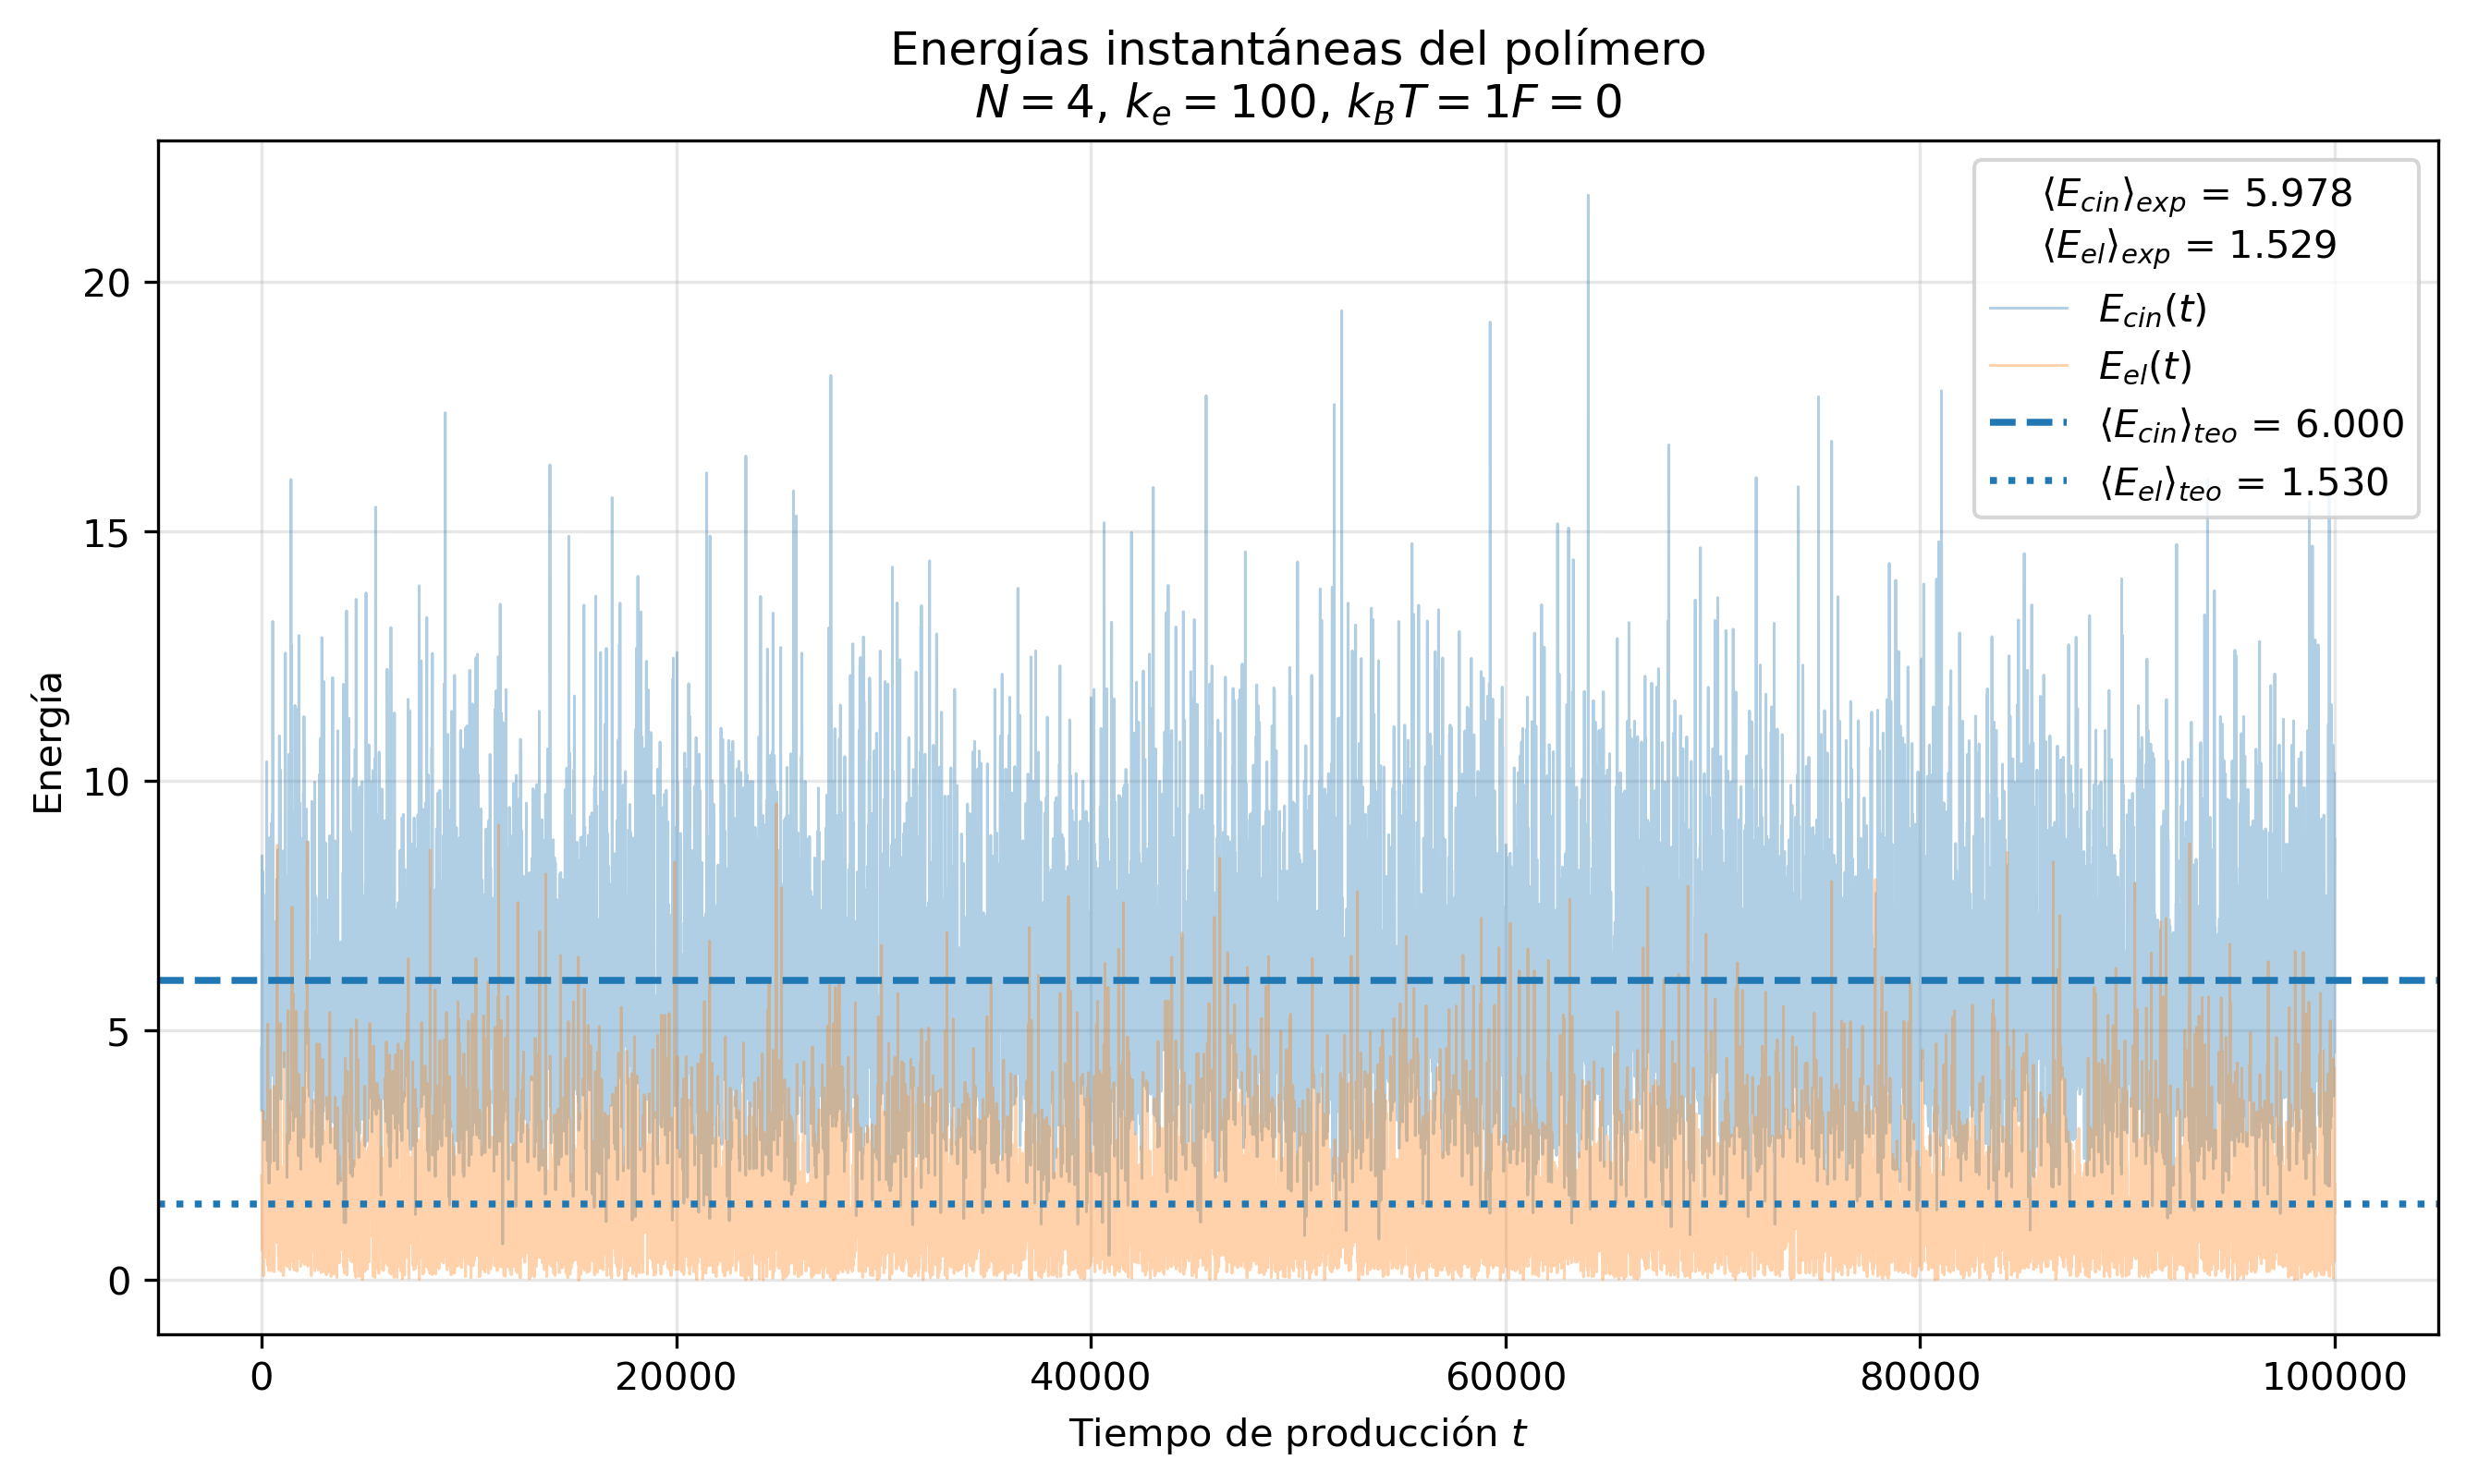 Energías instantáneas del polímero
N = 4, k_e = 100, k_BT = 1F = 0
⟨E_cin⟩_exp = 5.978
⟨E_el⟩_exp = 1.529
E_cin(t)
E_el(t)
⟨E_cin⟩_teo = 6.000
⟨E_el⟩_teo = 1.530
Energía
20
15
10
5
0
0 20000 40000 60000 80000 100000
Tiempo de producción t